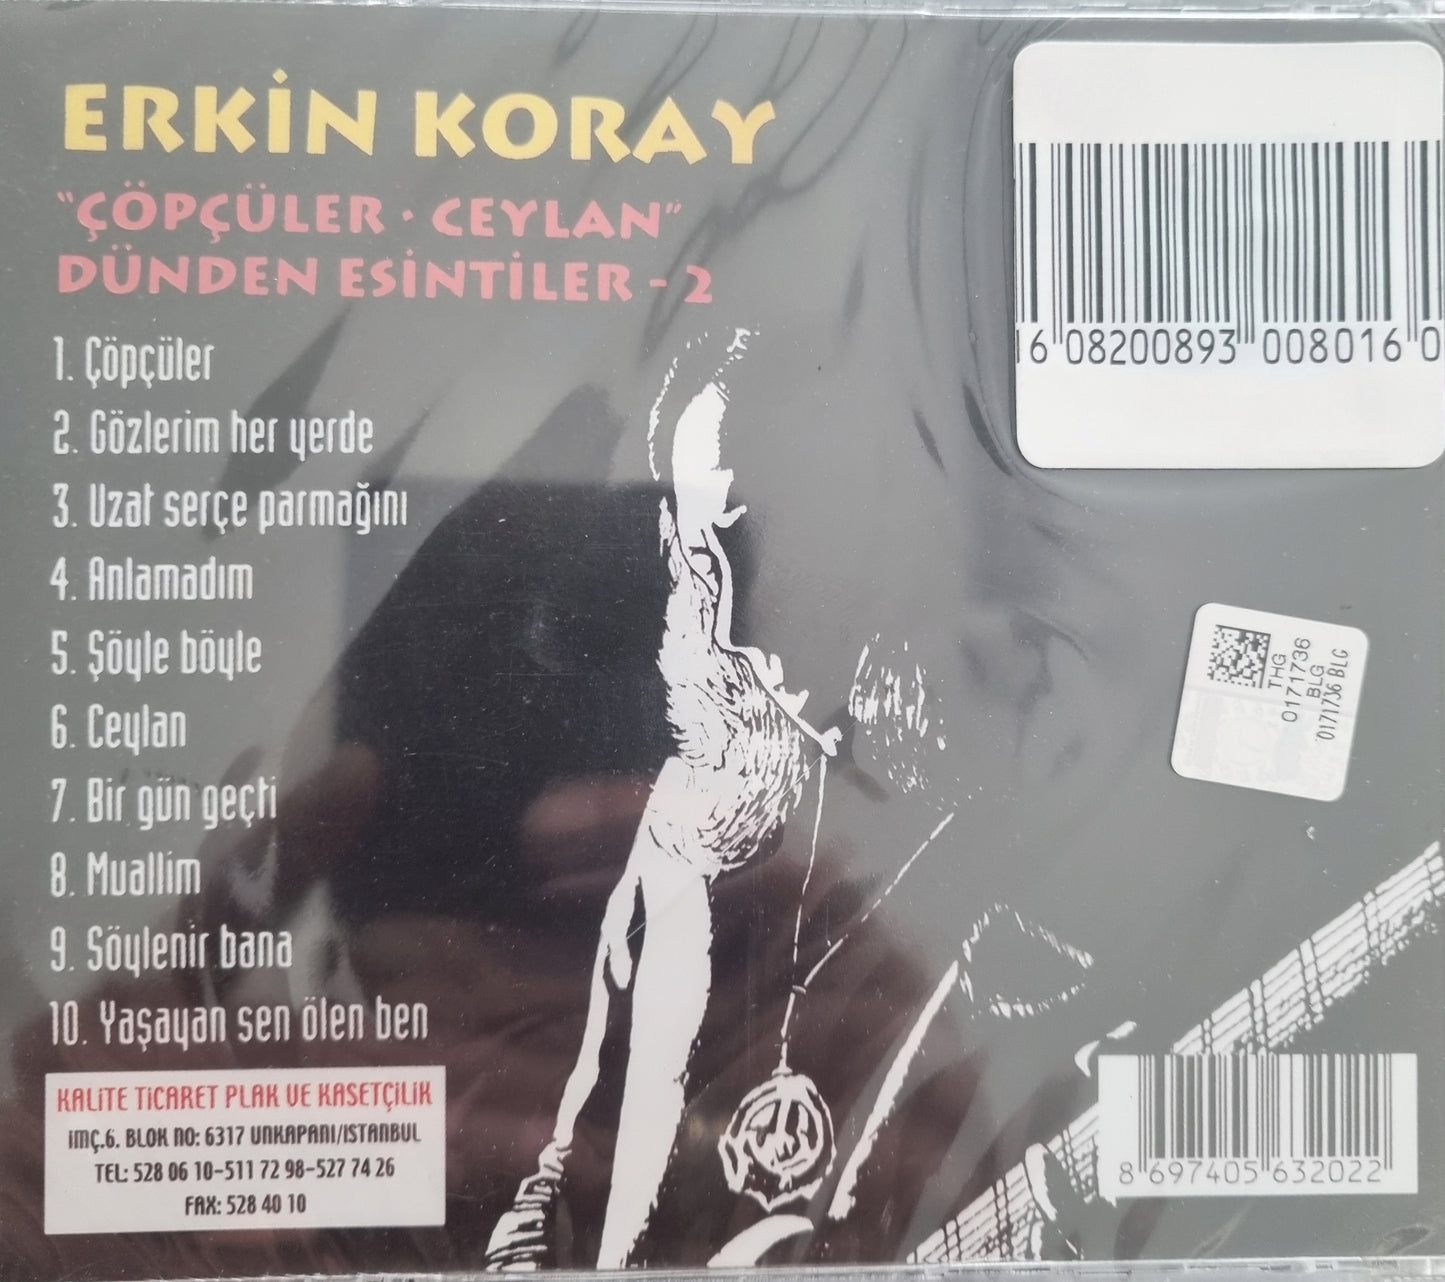 ERKİN KORAY
"ÇÖPÇÜLER · CEYLAN"
DÜNDEN ESİNTİLER - 2
1. Çöpçüler
2. Gözlerim her yerde
3. Uzat serçe parmağını
4. Anlamadım
5. Şöyle böyle
6. Ceylan
7. Bir gün geçti
8. Muallim
9. Söylenir bana
10. Yaşayan sen ölen ben
KALİTE TİCARET PLAK VE KASETÇİLİK
İMÇ.6. BLOK NO: 6317 UNKAPANI/ISTANBUL
TEL: 528 06 10-511 72 98-527 74 26
FAX: 528 40 10
6 08200893 008016 0
THG
0171736
BLG
0171736 BLG
8 697405 632022